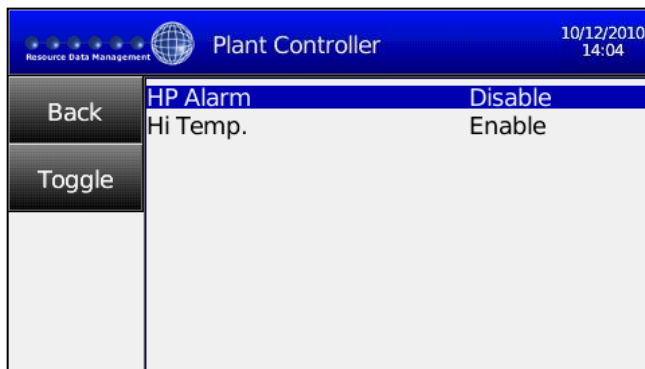 Resource Data Management
Plant Controller
10/12/2010
14:04
Back
Toggle
HP Alarm Disable
Hi Temp. Enable